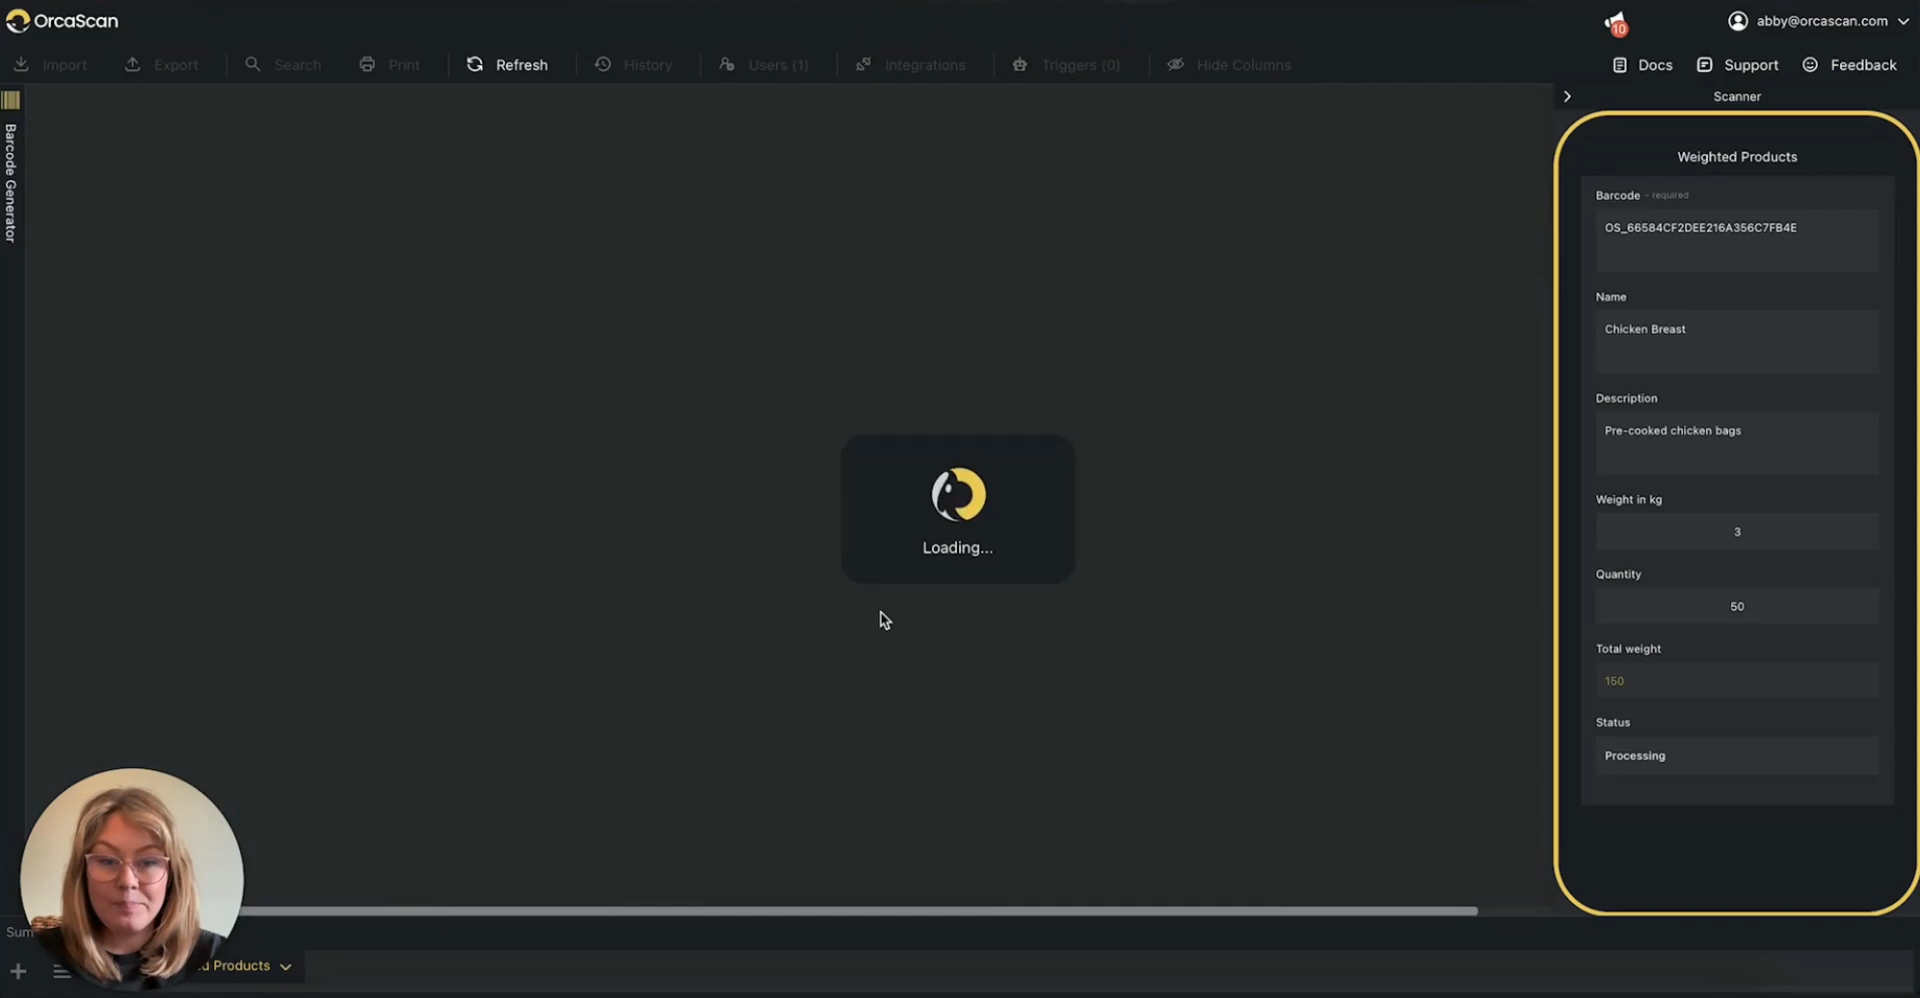 OrcaScan
10
abby@orcascan.com
Import
Export
Search
Print
Refresh
History
Users (1)
Integrations
Triggers (0)
Hide Columns
Docs
Support
Feedback
Barcode Generator
Scanner
Weighted Products
Barcode - required
OS_66584CF2DEE216A356C7FB4E
Name
Chicken Breast
Description
Pre-cooked chicken bags
Weight in kg
3
Quantity
50
Total weight
150
Status
Processing
Loading...
Sum
d Products